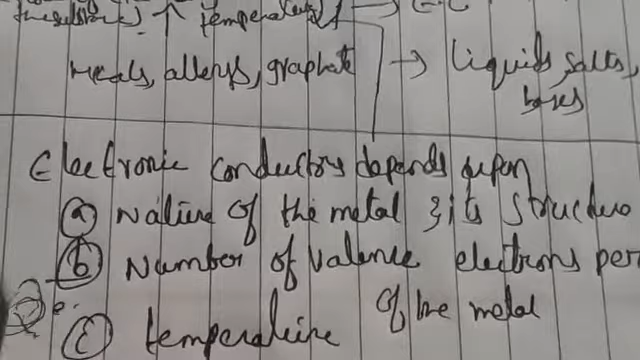 ↑ temperature
metals, alloys, graphate → liquids salts,
bases
Electronic conductors depends upon
(a) Nature of the metal & its structure
(b) Number of Valence electrons per
of the metal
(c) temperature